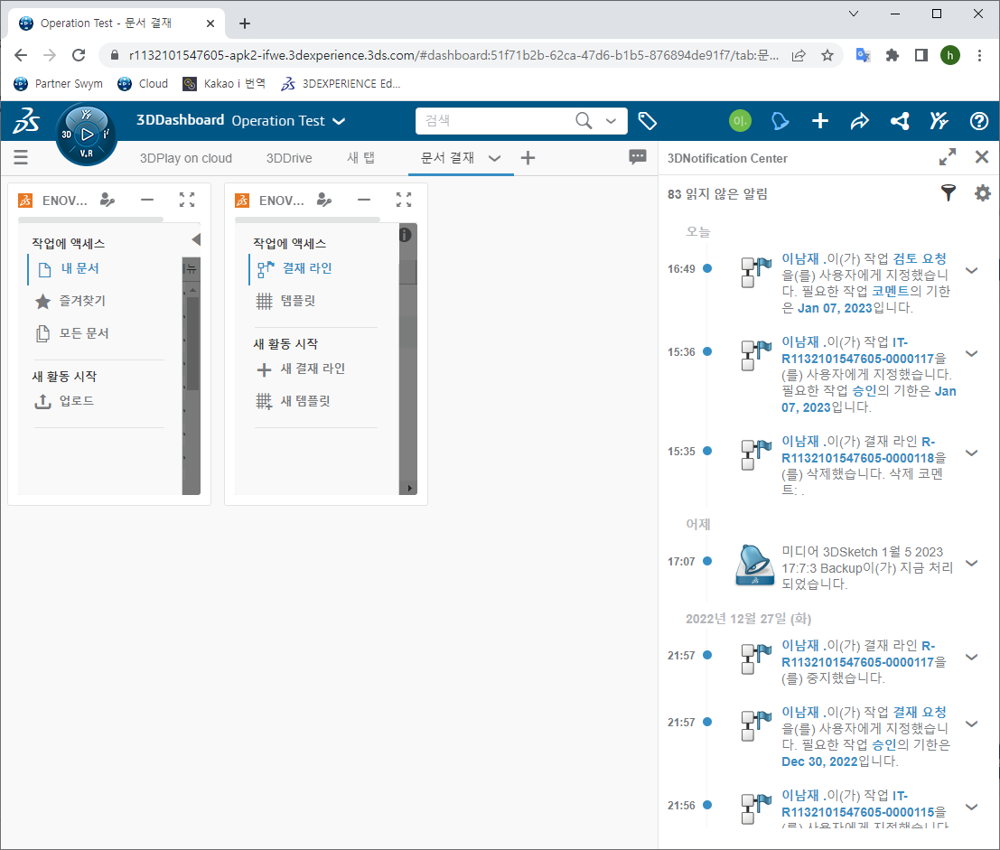 Operation Test - 문서 결재
r1132101547605-apk2-ifwe.3dexperience.3ds.com/#dashboard:51f71b2b-62ca-47d6-b1b5-876894de91f7/tab:문...
h
Partner Swym
Cloud
Kakao i 번역
3DEXPERIENCE Ed...
3DDashboard Operation Test
검색
이.
3D
V.R
3DPlay on cloud
3DDrive
새 탭
문서 결재
3DNotification Center
83 읽지 않은 알림
ENOV...
작업에 액세스
내 문서
즐겨찾기
모든 문서
새 활동 시작
업로드
ENOV...
작업에 액세스
결재 라인
템플릿
새 활동 시작
새 결재 라인
새 템플릿
오늘
16:49
이남재 .이(가) 작업 검토 요청
을(를) 사용자에게 지정했습니
다. 필요한 작업 코멘트의 기한
은 Jan 07, 2023입니다.
15:36
이남재 .이(가) 작업 IT-
R1132101547605-0000117을
(를) 사용자에게 지정했습니다.
필요한 작업 승인의 기한은 Jan
07, 2023입니다.
15:35
이남재 .이(가) 결재 라인 R-
R1132101547605-0000118을
(를) 삭제했습니다. 삭제 코멘
트: .
어제
17:07
미디어 3DSketch 1월 5 2023
17:7:3 Backup이(가) 지금 처리
되었습니다.
2022년 12월 27일 (화)
21:57
이남재 .이(가) 결재 라인 R-
R1132101547605-0000117을
(를) 중지했습니다.
21:57
이남재 .이(가) 작업 결재 요청
을(를) 사용자에게 지정했습니
다. 필요한 작업 승인의 기한은
Dec 30, 2022입니다.
21:56
이남재 .이(가) 작업 IT-
R1132101547605-0000115을
(를) 사용자에게 지정했습니다